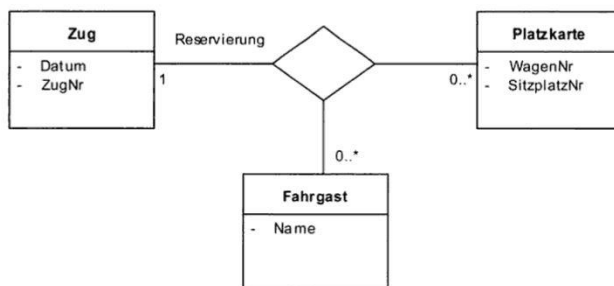 Zug
- Datum
- ZugNr
Reservierung
1
Platzkarte
- WagenNr
- SitzplatzNr
0..*
0..*
Fahrgast
- Name